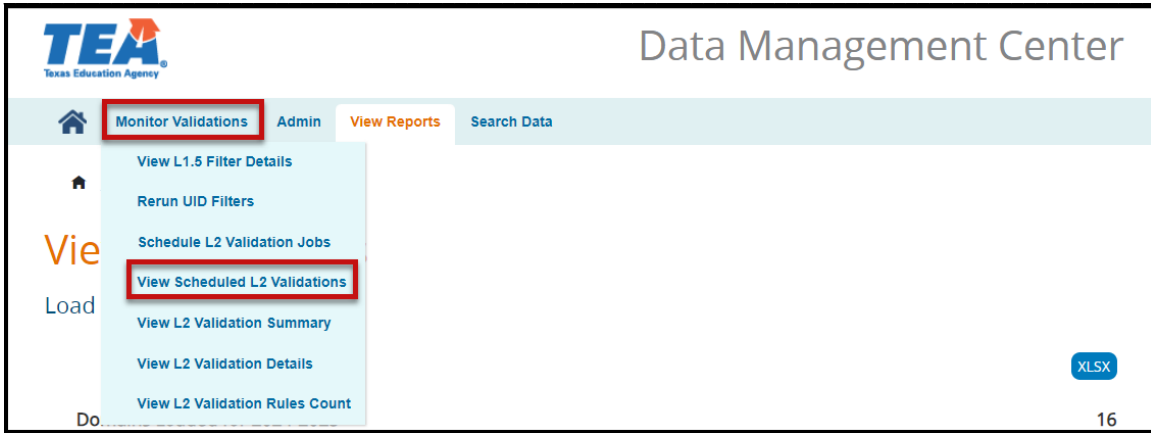 TEA
Texas Education Agency
Data Management Center
Monitor Validations Admin View Reports Search Data
View L1.5 Filter Details
Rerun UID Filters
Schedule L2 Validation Jobs
Vie
View Scheduled L2 Validations
Load
View L2 Validation Summary
View L2 Validation Details
XLSX
View L2 Validation Rules Count
Do
16